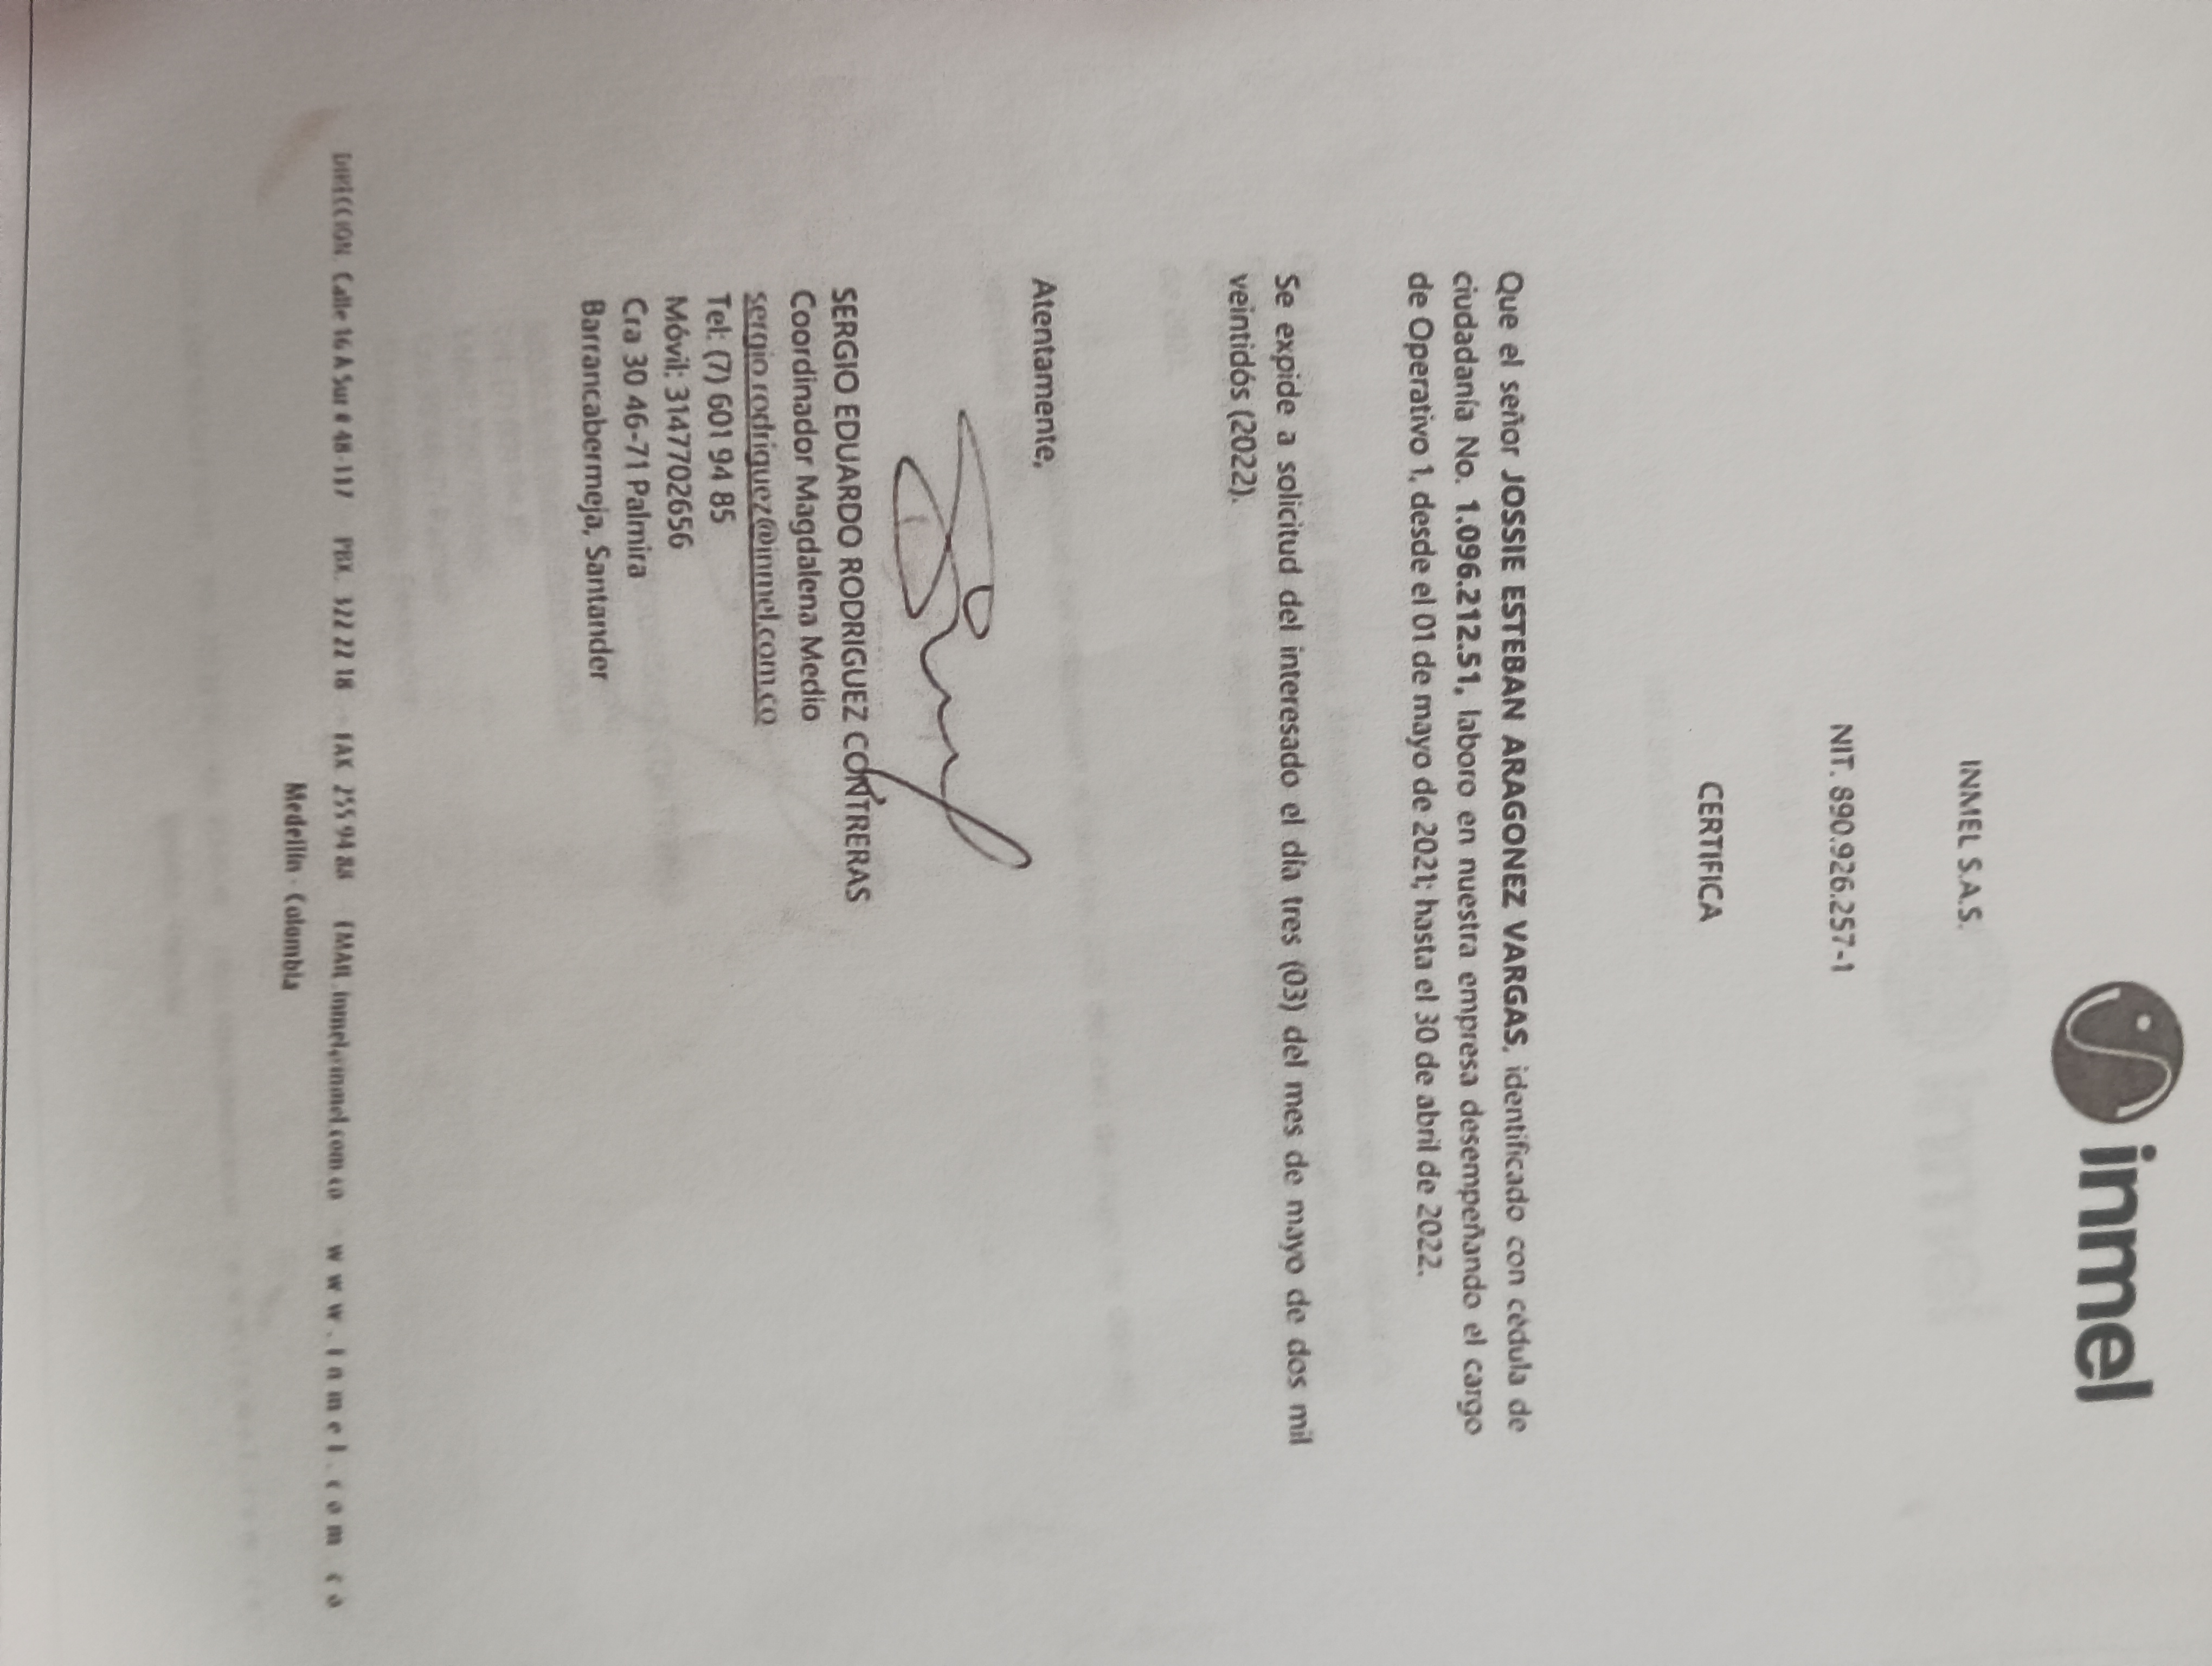 inmel
INMEL S.A.S.
NIT. 890.926.257-1
CERTIFICA
Que el señor JOSSIE ESTEBAN ARAGONEZ VARGAS, identificado con cédula de
ciudadanía No. 1.096.212.51, laboro en nuestra empresa desempeñando el cargo
de Operativo 1, desde el 01 de mayo de 2021; hasta el 30 de abril de 2022.
Se expide a solicitud del interesado el día tres (03) del mes de mayo de dos mil
veintidós (2022).
Atentamente,
SERGIO EDUARDO RODRIGUEZ CONTRERAS
Coordinador Magdalena Medio
sergio.rodriguez@inmel.com.co
Tel: (7) 601 94 85
Móvil: 3147702656
Cra 30 46-71 Palmira
Barrancabermeja, Santander
DIRECCION Calle 16 A Sur # 48-117 PBX. 322 22 18 - FAX 255 94 88 EMAIL inmel@inmel.com.co www.inmel.com.co
Medellín - Colombia